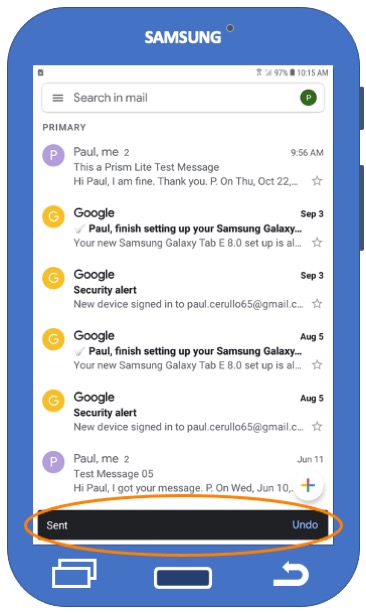 SAMSUNG
97% 10:15 AM
Search in mail P
PRIMARY
P Paul, me 2 9:56 AM
This a Prism Lite Test Message
Hi Paul, I am fine. Thank you. P. On Thu, Oct 22,...
G Google Sep 3
Paul, finish setting up your Samsung Galaxy...
Your new Samsung Galaxy Tab E 8.0 set up is al...
G Google Sep 3
Security alert
New device signed in to paul.cerullo65@gmail.c...
G Google Aug 5
Paul, finish setting up your Samsung Galaxy...
Your new Samsung Galaxy Tab E 8.0 set up is al...
G Google Aug 5
Security alert
New device signed in to paul.cerullo65@gmail.c...
P Paul, me 2 Jun 11
Test Message 05
Hi Paul, I got your message. P. On Wed, Jun 10,..
Sent Undo